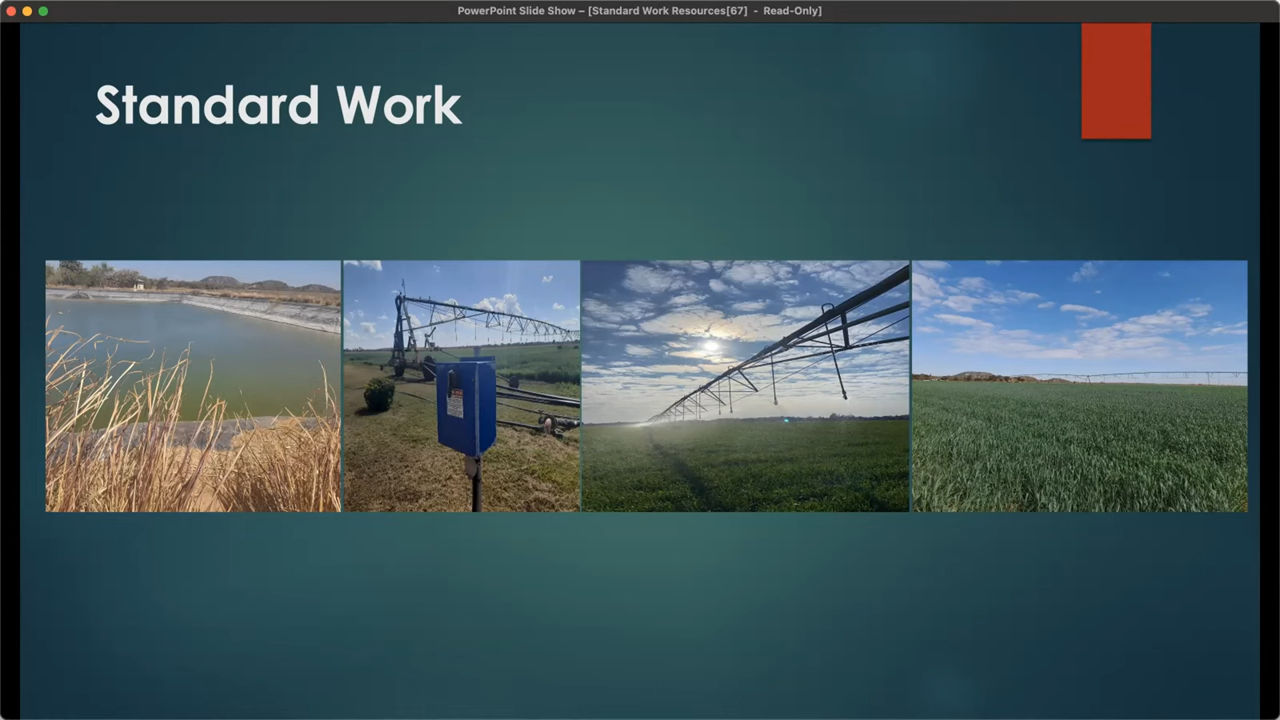 PowerPoint Slide Show – [Standard Work Resources[67] - Read-Only]
Standard Work